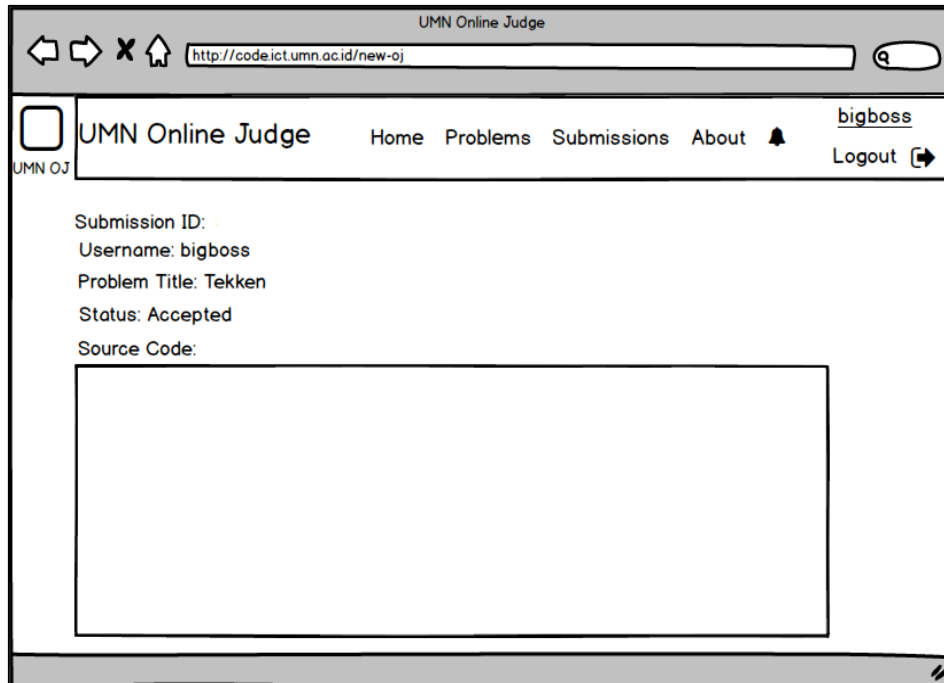 UMN Online Judge
http://code.ict.umn.ac.id/new-oj
UMN OJ
UMN Online Judge
Home Problems Submissions About
bigboss
Logout
Submission ID:
Username: bigboss
Problem Title: Tekken
Status: Accepted
Source Code: